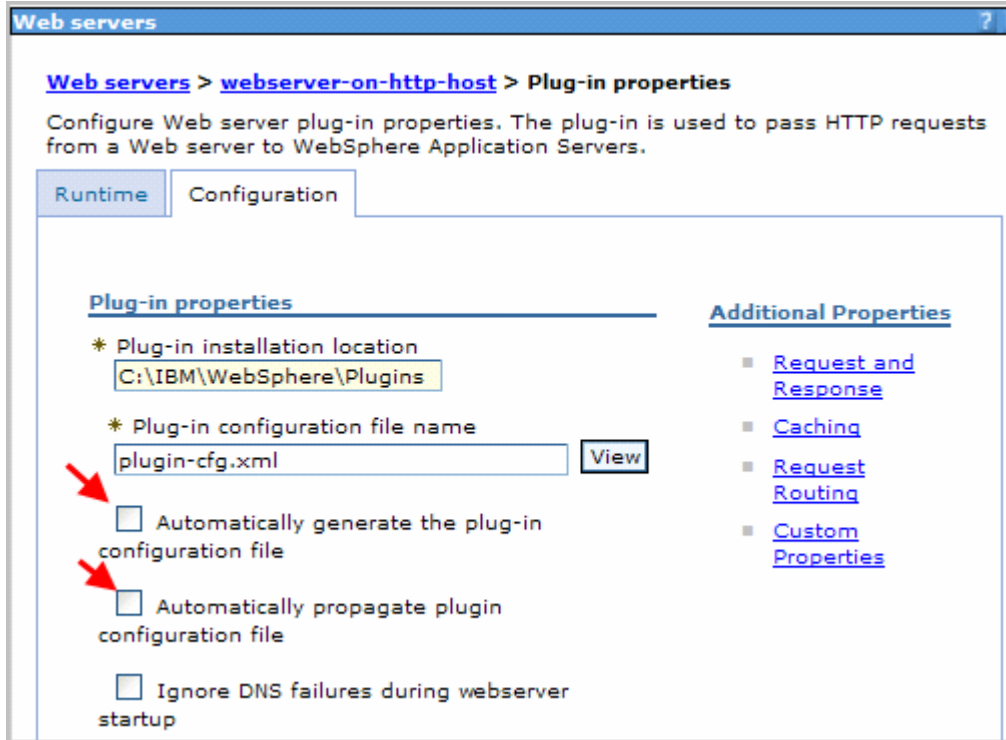 Web servers ?
Web servers > webserver-on-http-host > Plug-in properties
Configure Web server plug-in properties. The plug-in is used to pass HTTP requests
from a Web server to WebSphere Application Servers.
Runtime
Configuration
Plug-in properties
* Plug-in installation location
C:\IBM\WebSphere\Plugins
* Plug-in configuration file name
plugin-cfg.xml View
Automatically generate the plug-in
configuration file
Automatically propagate plugin
configuration file
Ignore DNS failures during webserver
startup
Additional Properties
Request and
Response
Caching
Request
Routing
Custom
Properties